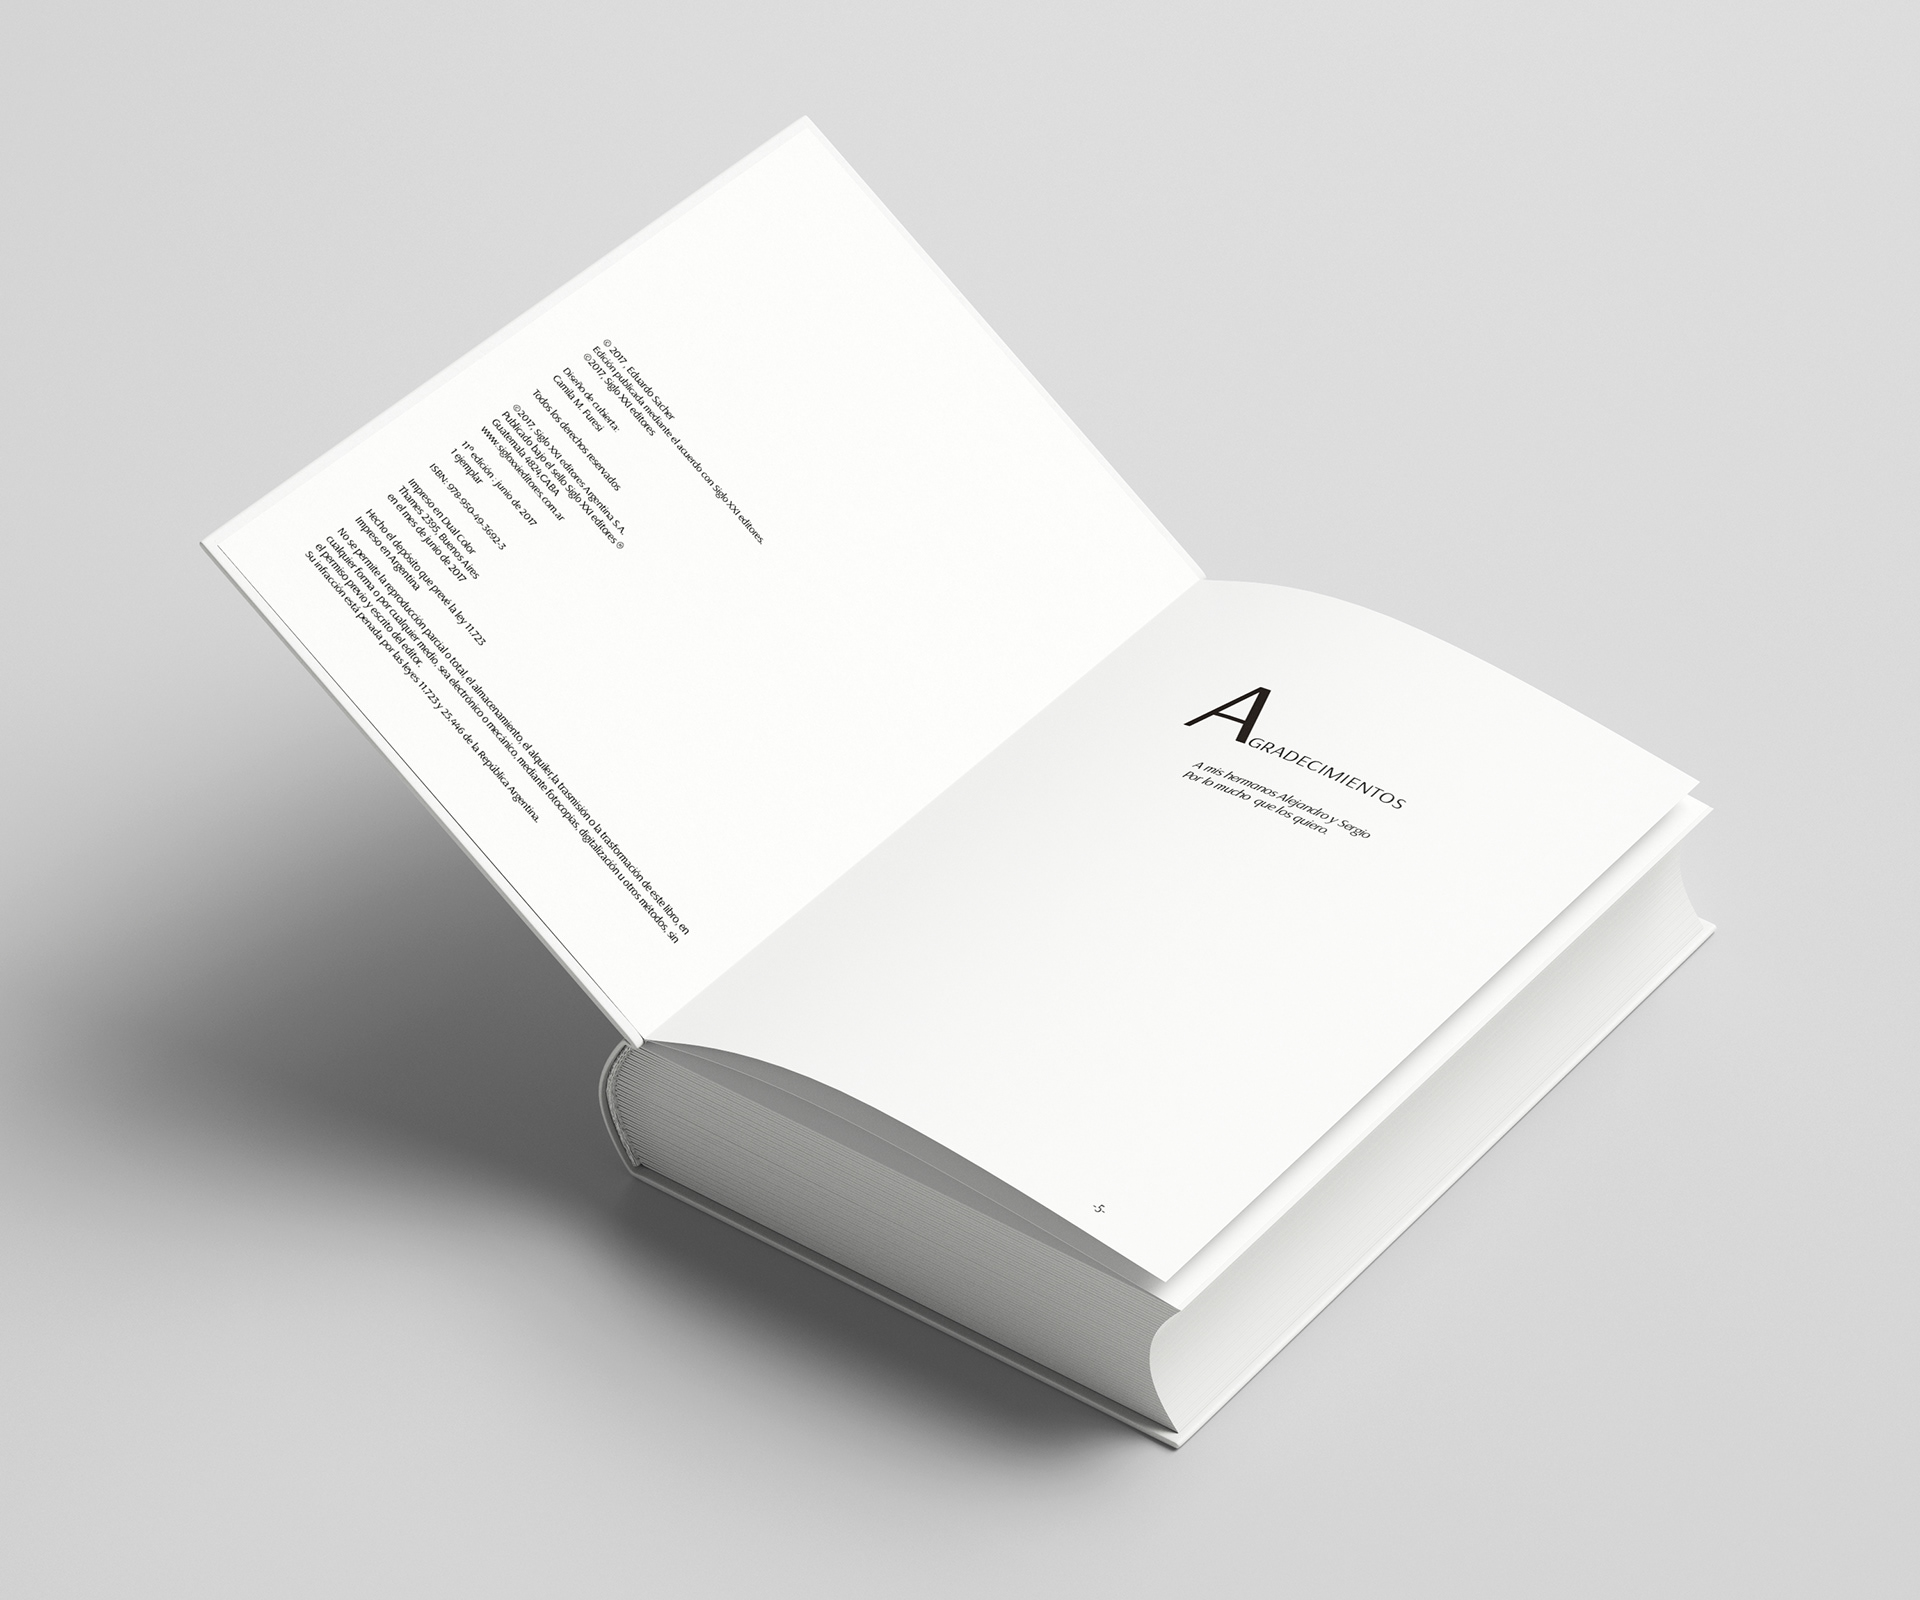 © 2017 , Eduardo Sacher
Edición publicada mediante el acuerdo con Siglo XXI editores.
©2017, Siglo XXI editores
Diseño de cubierta:
Camila M. Furesi
Todos los derechos reservados
©2017, Siglo XXI editores Argentina S.A.
Publicado bajo el sello Siglo XXI editores ®
Guatemala 4824,CABA
www.sigloxxieditores.com.ar
11º edición : junio de 2017
1 ejemplar
ISBN: 978-950-49-3692-3
Impreso en Dual Color
Thames 2395, Buenos Aires
en el mes de junio de 2017
Hecho el depósito que prevé la ley 11.723
Impreso en Argentina
No se permite la reproducción parcial o total, el almacenamiento, el alquiler,la trasmisión o la trasformación de este libro, en
cualquier forma o por cualquier medio, sea electrónico o mecánico, mediante fotocopias, digitalización u otros métodos, sin
el permiso previo y escrito del editor.
Su infracción está penada por las leyes 11.723 y 25.446 de la República Argentina.
AGRADECIMIENTOS
A mis hermanos Alejandro y Sergio
por lo mucho que los quiero.
-5-